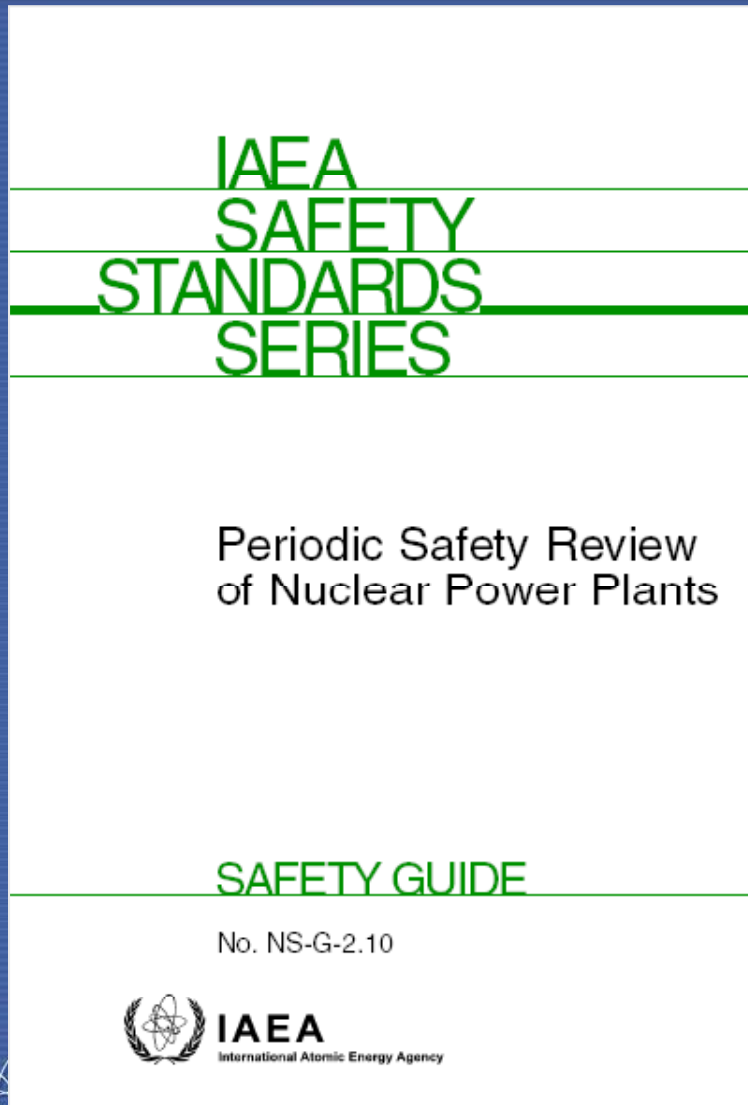 IAEA
SAFETY
STANDARDS
SERIES
Periodic Safety Review
of Nuclear Power Plants
SAFETY GUIDE
No. NS-G-2.10
IAEA
International Atomic Energy Agency